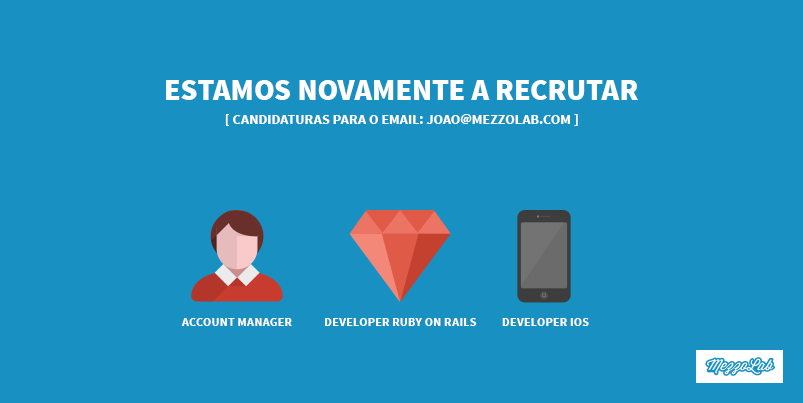 ESTAMOS NOVAMENTE A RECRUTAR
[ CANDIDATURAS PARA O EMAIL: JOAO@MEZZOLAB.COM ]
ACCOUNT MANAGER
DEVELOPER RUBY ON RAILS
DEVELOPER IOS
MezzoLab